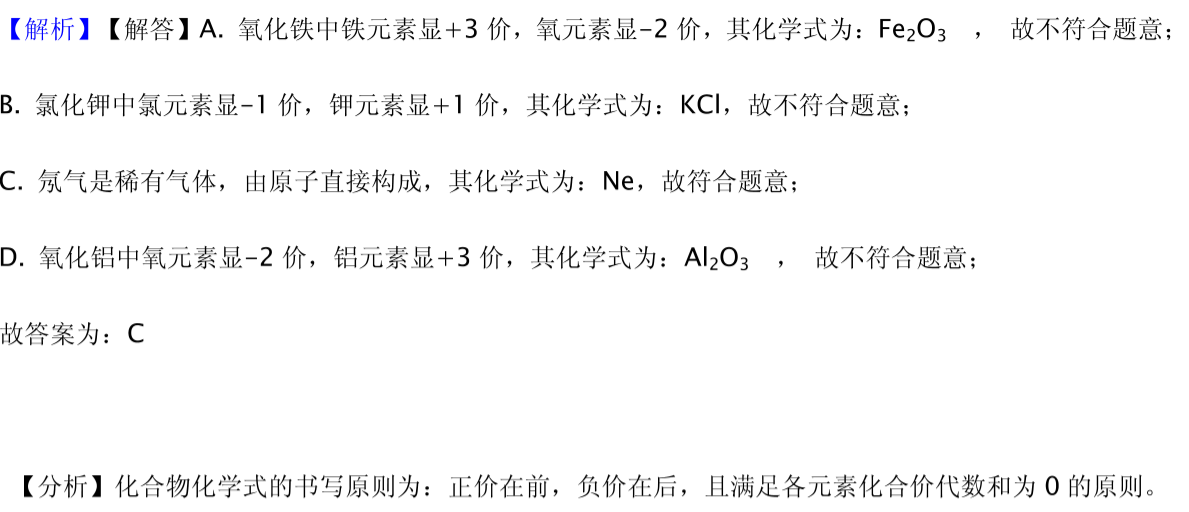 【解析】【解答】A. 氧化铁中铁元素显+3 价，氧元素显-2 价，其化学式为：Fe₂O₃ ， 故不符合题意；
B. 氯化钾中氯元素显-1 价，钾元素显+1 价，其化学式为：KCl，故不符合题意；
C. 氖气是稀有气体，由原子直接构成，其化学式为：Ne，故符合题意；
D. 氧化铝中氧元素显-2 价，铝元素显+3 价，其化学式为：Al₂O₃ ， 故不符合题意；
故答案为：C
【分析】化合物化学式的书写原则为：正价在前，负价在后，且满足各元素化合价代数和为 0 的原则。